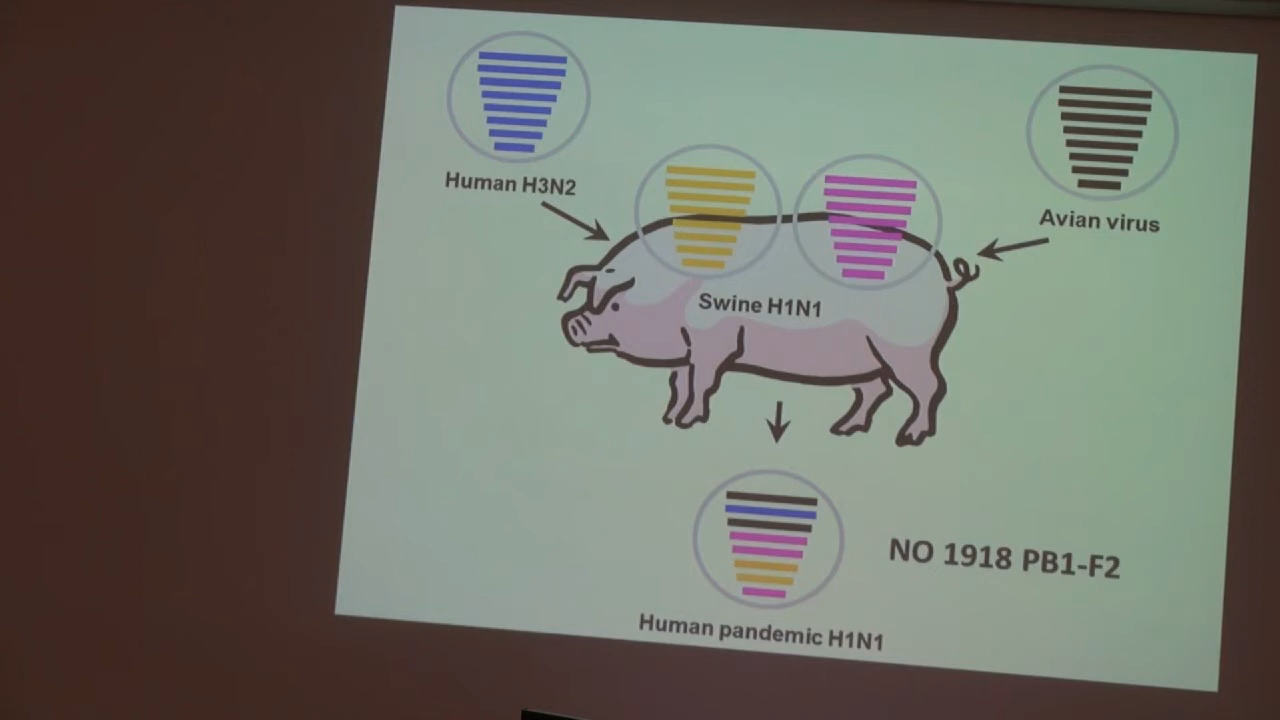 Human H3N2
Avian virus
Swine H1N1
NO 1918 PB1-F2
Human pandemic H1N1